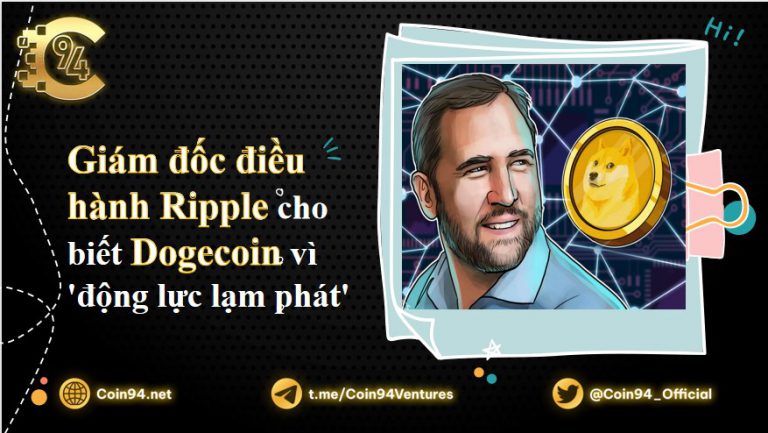 94
Hi!
Giám đốc điều
hành Ripple cho
biết Dogecoin vì
'động lực lạm phát'
Coin94.net
t.me/Coin94Ventures
@Coin94_Official